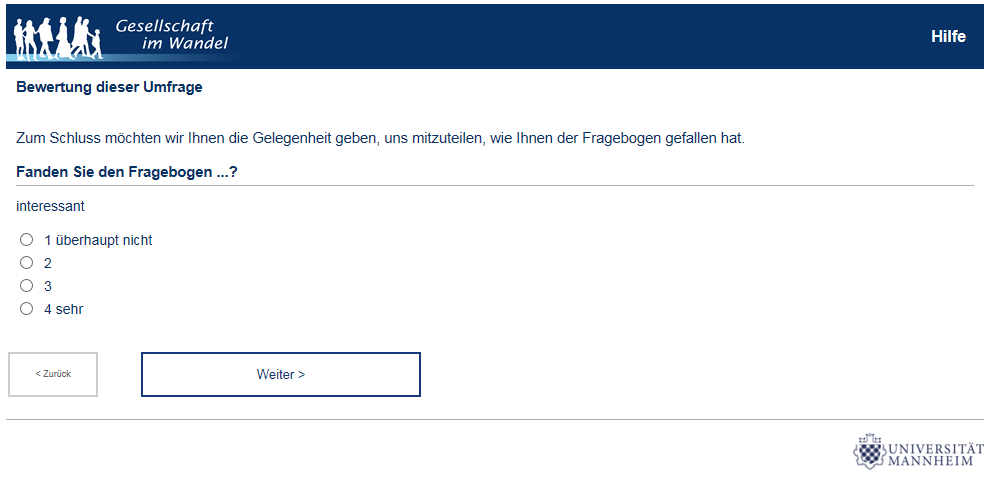 Gesellschaft
im Wandel
Hilfe
Bewertung dieser Umfrage
Zum Schluss möchten wir Ihnen die Gelegenheit geben, uns mitzuteilen, wie Ihnen der Fragebogen gefallen hat.
Fanden Sie den Fragebogen ...?
interessant
1 überhaupt nicht
2
3
4 sehr
< Zurück
Weiter >
UNIVERSITÄT
MANNHEIM